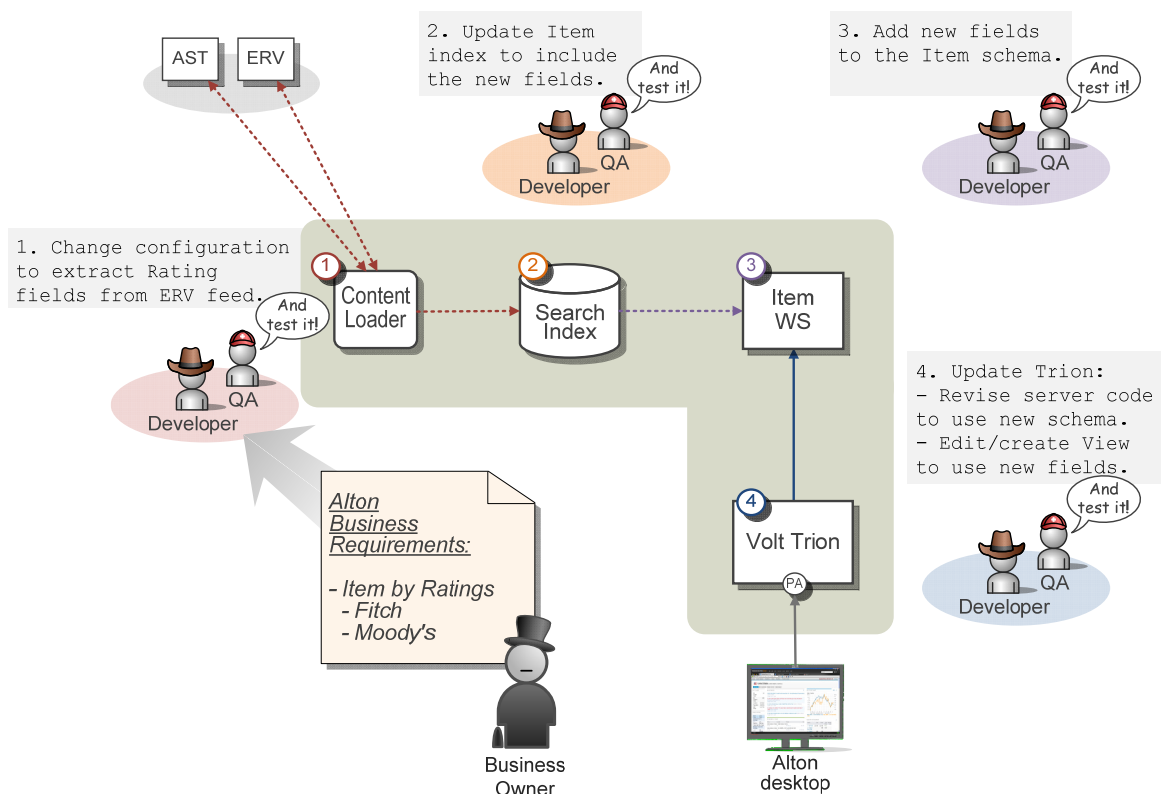 AST
ERV
2. Update Item
index to include
the new fields.
And
test it!
QA
Developer
3. Add new fields
to the Item schema.
And
test it!
QA
Developer
1. Change configuration
to extract Rating
fields from ERV feed.
And
test it!
QA
Developer
1
Content
Loader
2
Search
Index
3
Item
WS
4. Update Trion:
- Revise server code
to use new schema.
- Edit/create View
to use new fields.
And
test it!
QA
Developer
4
Volt Trion
PA
Alton
Business
Requirements:
- Item by Ratings
- Fitch
- Moody's
Business
Owner
Alton
desktop